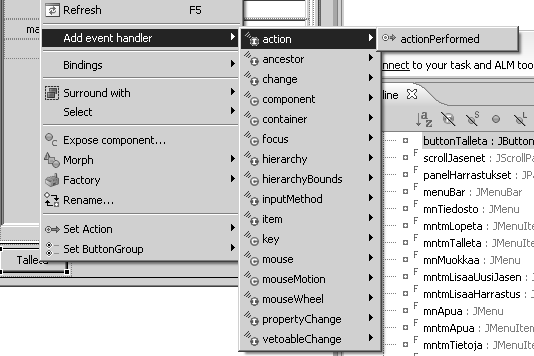 Refresh F5
ma
Add event handler
Bindings
Surround with
Select
Expose component...
Morph
Factory
Rename...
Set Action
Set ButtonGroup
Talleta
action
ancestor
change
component
container
focus
hierarchy
hierarchyBounds
inputMethod
item
key
mouse
mouseMotion
mouseWheel
propertyChange
vetoableChange
actionPerformed
nnect to your task and ALM too
line
buttonTalleta : JButton
scrollJasenet : JScrollPa
panelHarrastukset : JPa
menuBar : JMenuBar
mnTiedosto : JMenu
mntmLopeta : JMenuIte
mntmTalleta : JMenuIte
mnMuokkaa : JMenu
mntmLisaaUusiJasen : J
mntmLisaaHarrastus : J
mnApua : JMenu
mntmApua : JMenuItem
mntmTietoja : JMenuIte